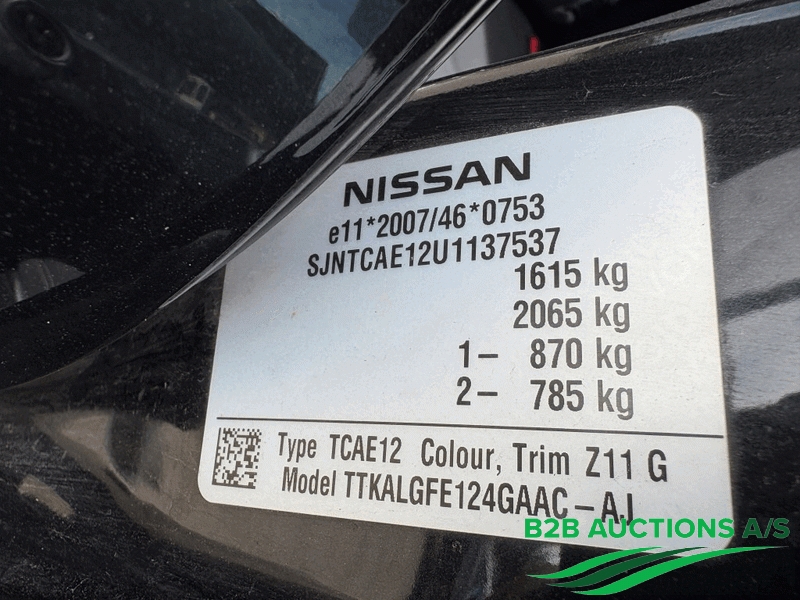 NISSAN
e11*2007/46*0753
SJNTCAE12U1137537
1615 kg
2065 kg
1- 870 kg
2- 785 kg
Type TCAE12 Colour, Trim Z11 G
Model TTKALGFE124GAAC-AJ
B2B AUCTIONS A/S